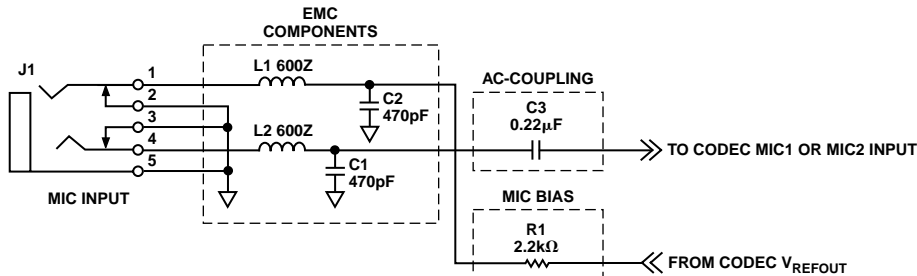 EMC
COMPONENTS
J1
1
L1 600Z
AC-COUPLING
2
C2
470pF
C3
0.22µF
3
L2 600Z
4
TO CODEC MIC1 OR MIC2 INPUT
5
C1
470pF
MIC INPUT
MIC BIAS
R1
2.2kΩ
FROM CODEC VREFOUT